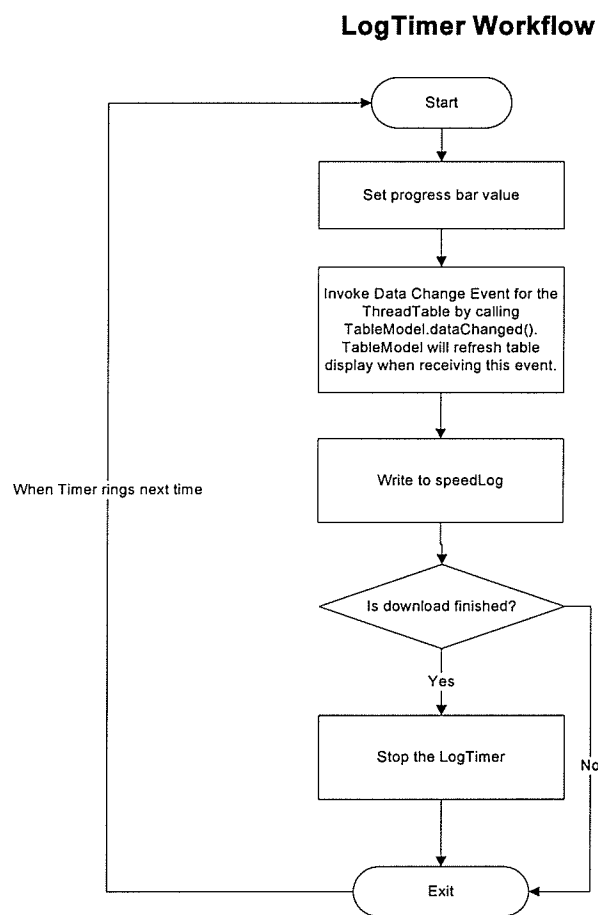 LogTimer Workflow
Start
Set progress bar value
Invoke Data Change Event for the
ThreadTable by calling
TableModel.dataChanged().
TableModel will refresh table
display when receiving this event.
Write to speedLog
When Timer rings next time
Is download finished?
Yes
Stop the LogTimer
No
Exit